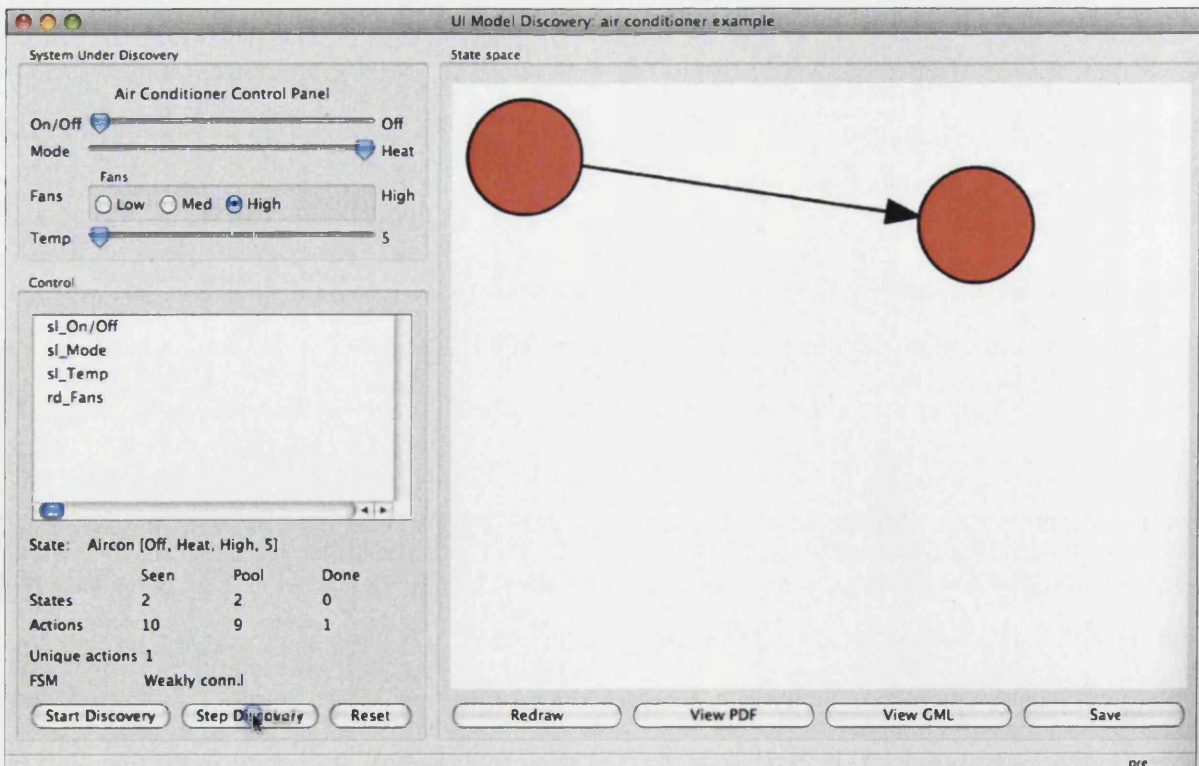 UI Model Discovery: air conditioner example
System Under Discovery
Air Conditioner Control Panel
On/Off Off
Mode Heat
Fans
Fans Low Med High High
Temp 5
Control
sl_On/Off
sl_Mode
sl_Temp
rd_Fans
State: Aircon [Off, Heat, High, 5]
Seen Pool Done
States 2 2 0
Actions 10 9 1
Unique actions 1
FSM Weakly conn.l
Start Discovery Step Discovery Reset
State space
Redraw View PDF View GML Save
pre